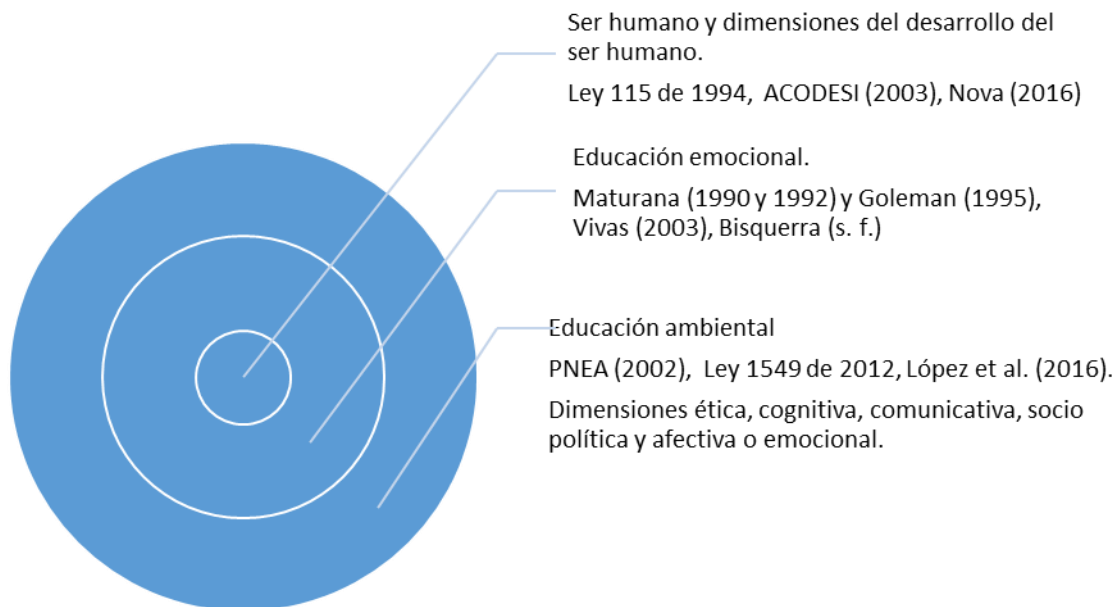 Ser humano y dimensiones del desarrollo del
ser humano.
Ley 115 de 1994, ACODESI (2003), Nova (2016)
Educación emocional.
Maturana (1990 y 1992) y Goleman (1995),
Vivas (2003), Bisquerra (s. f.)
Educación ambiental
PNEA (2002), Ley 1549 de 2012, López et al. (2016).
Dimensiones ética, cognitiva, comunicativa, socio
política y afectiva o emocional.